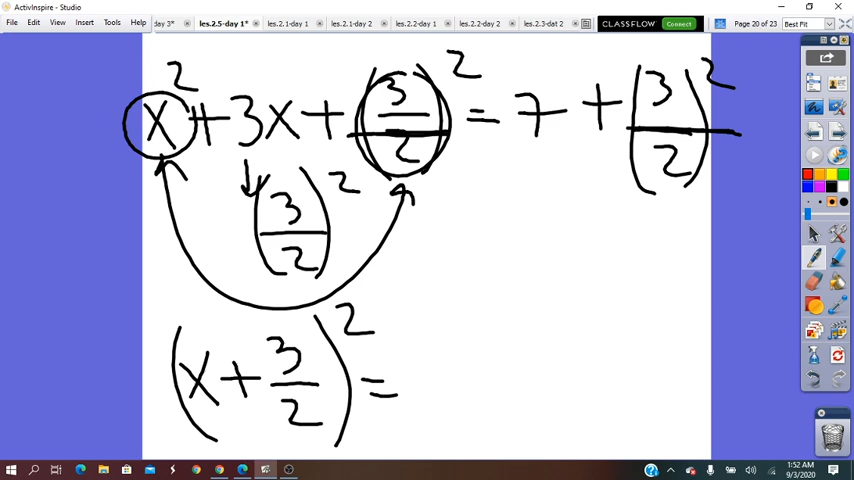 ActivInspire - Studio
File Edit View Insert Tools Help
day 3* les.2.5-day 1* les.2.1-day 1 les.2.1-day 2 les.2.2-day 1 les.2.2-day 2 les.2.3-dat 2
CLASSFLOW Connect
Page 20 of 23 Best Fit
x² + 3x + (3/2)² = 7 + (3/2)²
(3/2)²
(x + 3/2)² =
1:52 AM
9/3/2020